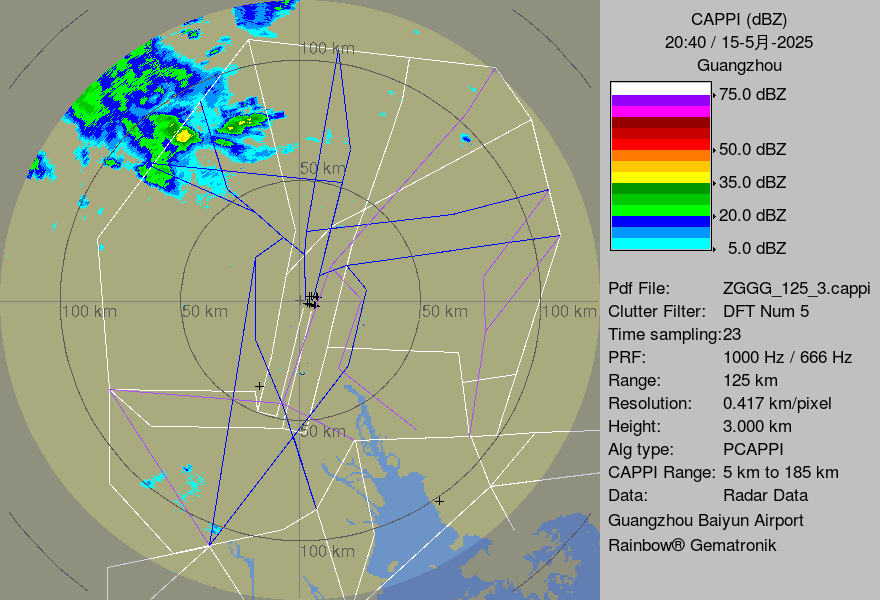 100 km
50 km
100 km
50 km
50 km
100 km
50 km
100 km
CAPPI (dBZ)
20:40 / 15-5月-2025
Guangzhou
75.0 dBZ
50.0 dBZ
35.0 dBZ
20.0 dBZ
5.0 dBZ
Pdf File: ZGGG_125_3.cappi
Clutter Filter: DFT Num 5
Time sampling:23
PRF: 1000 Hz / 666 Hz
Range: 125 km
Resolution: 0.417 km/pixel
Height: 3.000 km
Alg type: PCAPPI
CAPPI Range: 5 km to 185 km
Data: Radar Data
Guangzhou Baiyun Airport
Rainbow® Gematronik